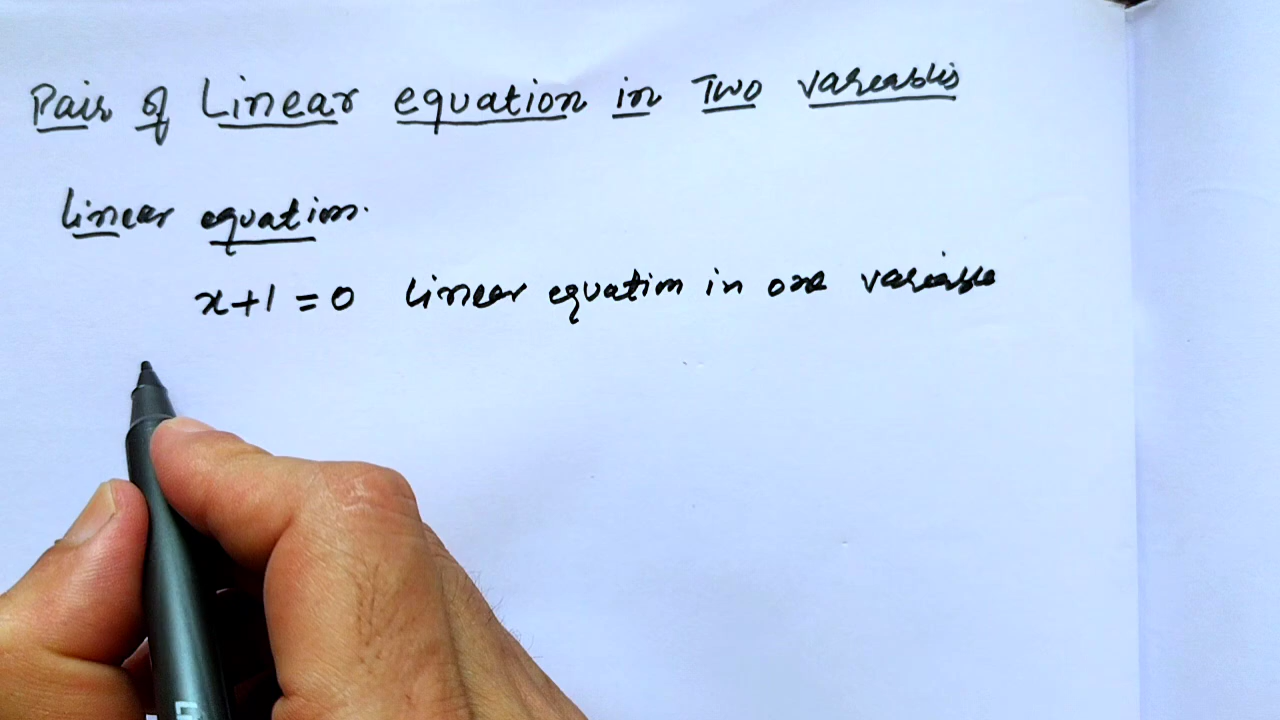 Pair of Linear equation in Two variables
Linear equation.
x+1=0 linear equation in one variable